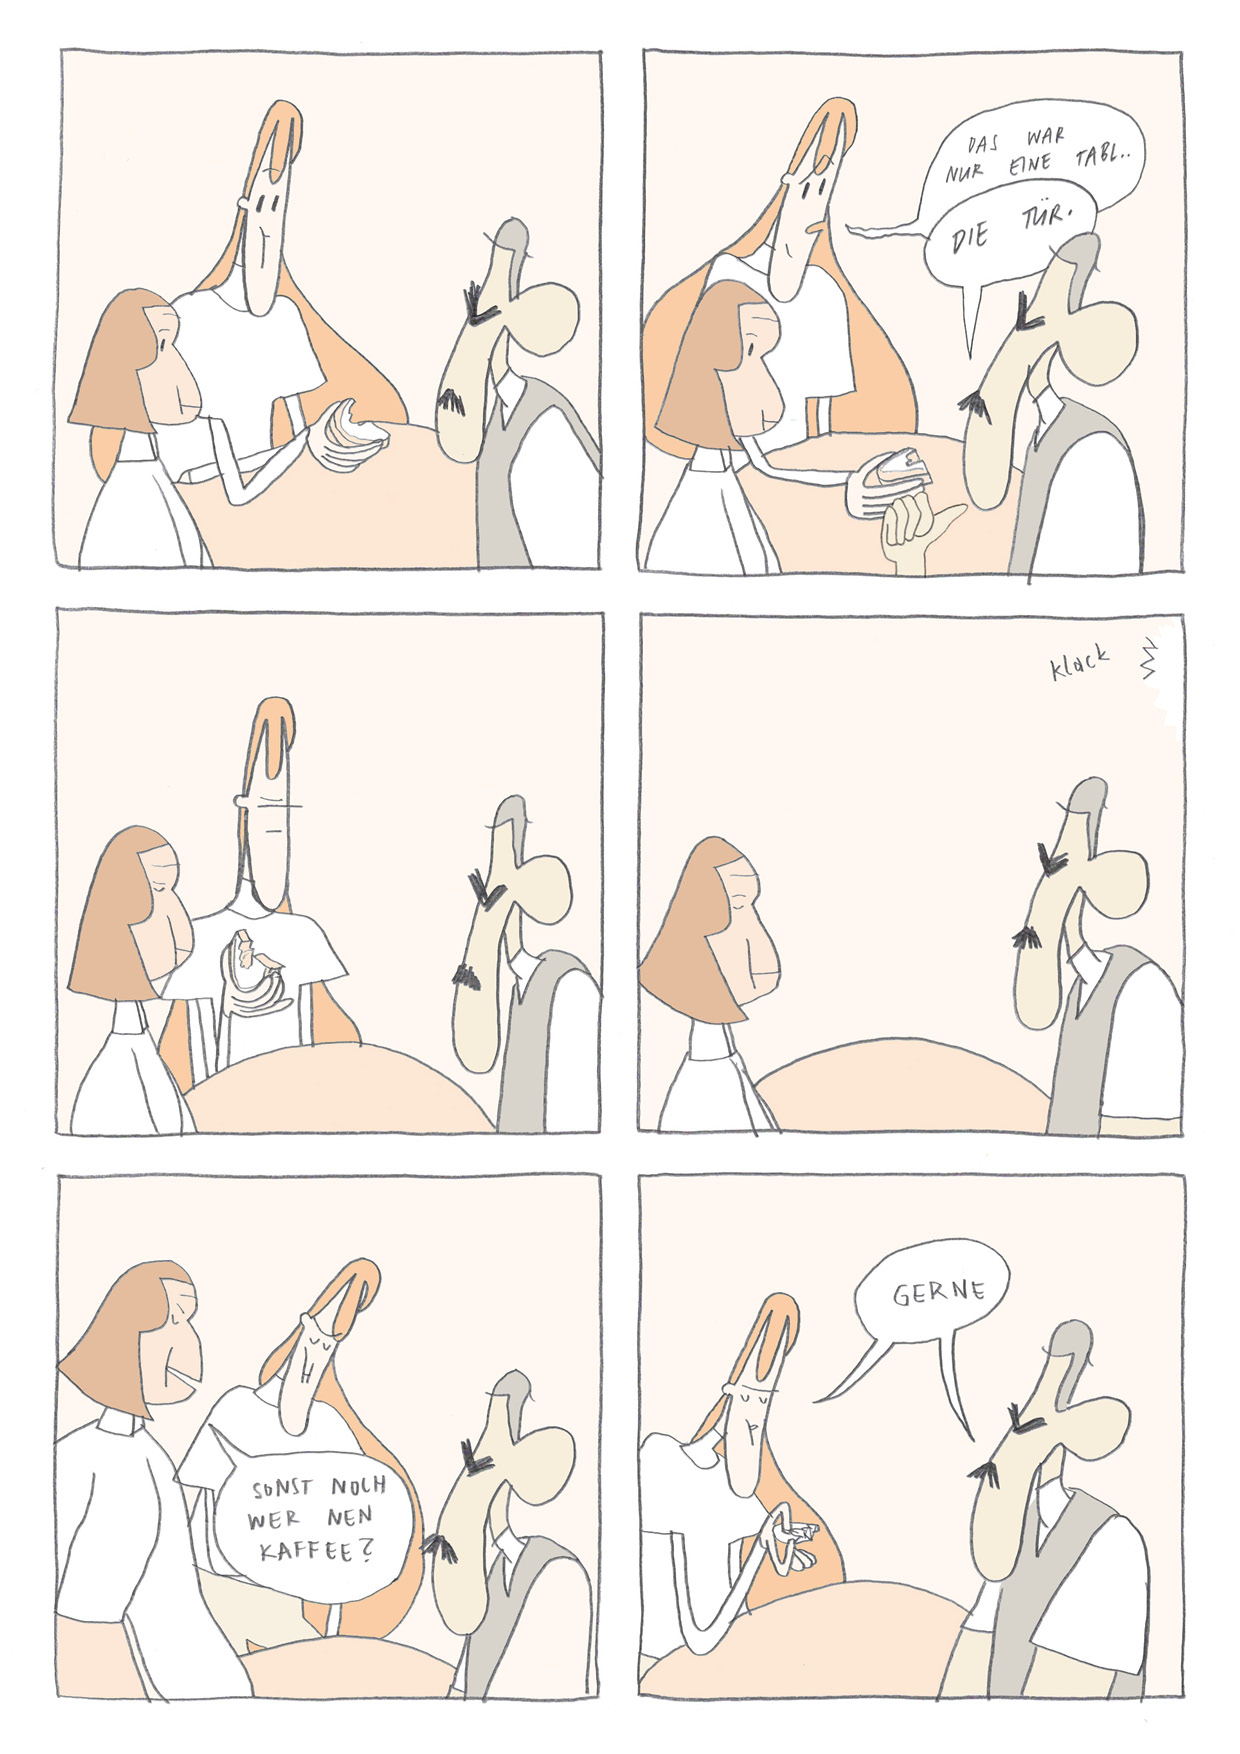 DAS WAR
NUR EINE TABL..
DIE TÜR.
klack
SONST NOCH
WER NEN
KAFFEE?
GERNE